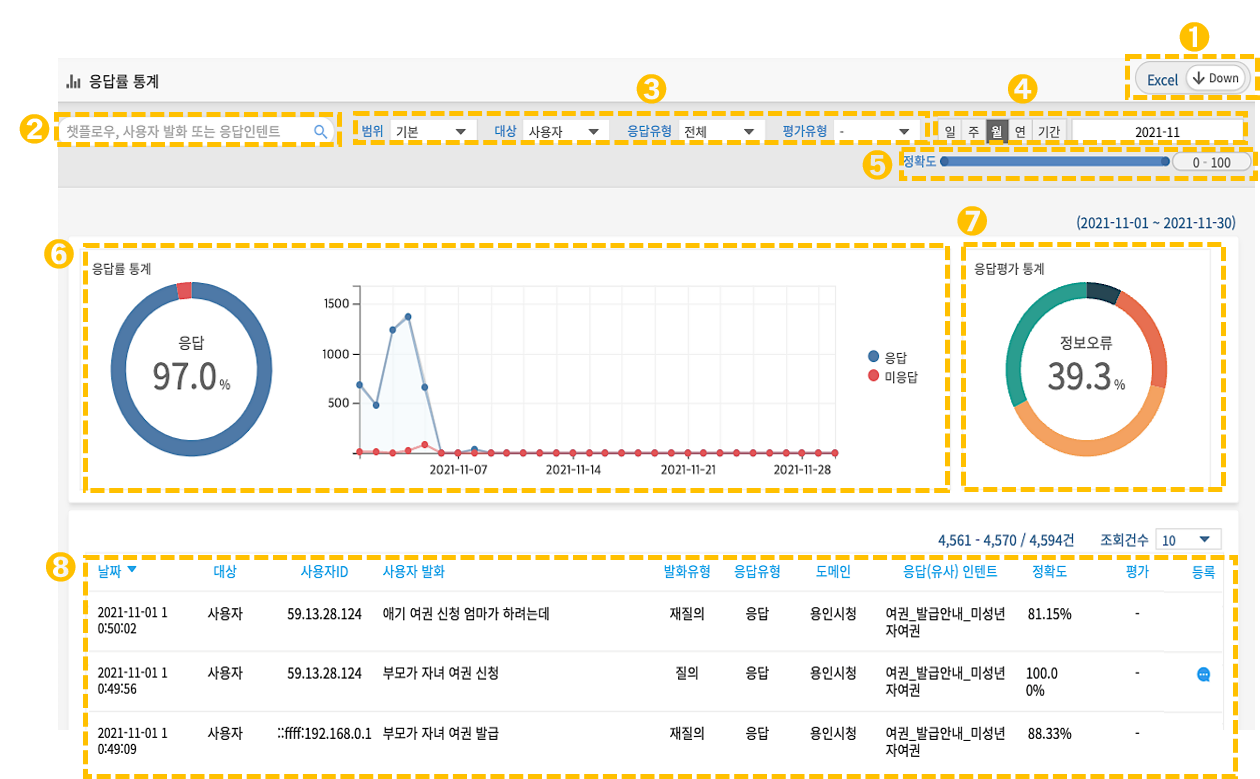 1
응답률 통계
Excel Down
2
챗플로우, 사용자 발화 또는 응답인텐트
3
범위 기본 대상 사용자 응답유형 전체 평가유형 -
4
일 주 월 연 기간 2021-11
5
정확도 0 - 100
(2021-11-01 ~ 2021-11-30)
6
응답률 통계
응답
97.0%
1500
1000
500
2021-11-07 2021-11-14 2021-11-21 2021-11-28
응답
미응답
7
응답평가 통계
정보오류
39.3%
4,561 - 4,570 / 4,594건 조회건수 10
8
날짜 대상 사용자ID 사용자 발화 발화유형 응답유형 도메인 응답(유사) 인텐트 정확도 평가 등록
2021-11-01 1 사용자 59.13.28.124 얘기 여권 신청 엄마가 하려는데 재질의 응답 용인시청 여권_발급안내_미성년 81.15% -
0:50:02 자여권
2021-11-01 1 사용자 59.13.28.124 부모가 자녀 여권 신청 질의 응답 용인시청 여권_발급안내_미성년 100.0 -
0:49:56 자여권 0%
2021-11-01 1 사용자 ::ffff:192.168.0.1 부모가 자녀 여권 발급 재질의 응답 용인시청 여권_발급안내_미성년 88.33% -
0:49:09 자여권